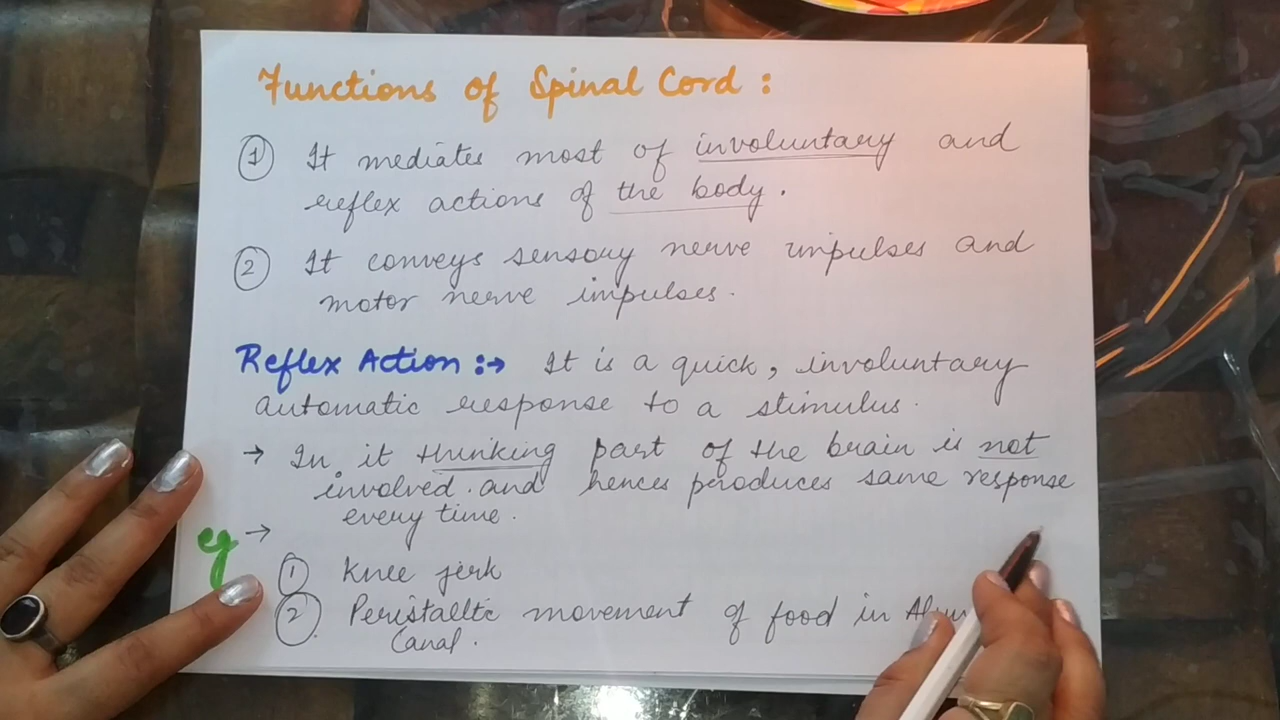 Functions of Spinal Cord :
① It mediates most of involuntary and
reflex actions of the body.
② It conveys sensory nerve impulses and
motor nerve impulses.
Reflex Action :→ It is a quick, involuntary
automatic response to a stimulus.
→ In it thinking part of the brain is not
involved. and hences produces same response
every time.
eg →
① Knee jerk
② Peristalltic movement of food in
Canal.